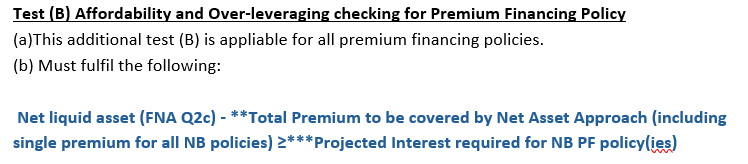 Test (B) Affordability and Over-leveraging checking for Premium Financing Policy
(a)This additional test (B) is appliable for all premium financing policies.
(b) Must fulfil the following:
Net liquid asset (FNA Q2c) - **Total Premium to be covered by Net Asset Approach (including
single premium for all NB policies) ≥***Projected Interest required for NB PF policy(ies)